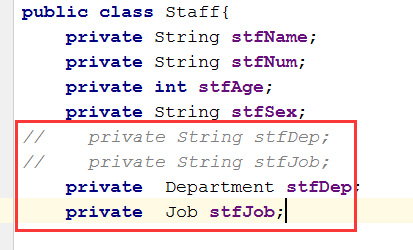 public class Staff{
private String stfName;
private String stfNum;
private int stfAge;
private String stfSex;
//    private String stfDep;
//    private String stfJob;
private  Department stfDep;
private  Job stfJob;